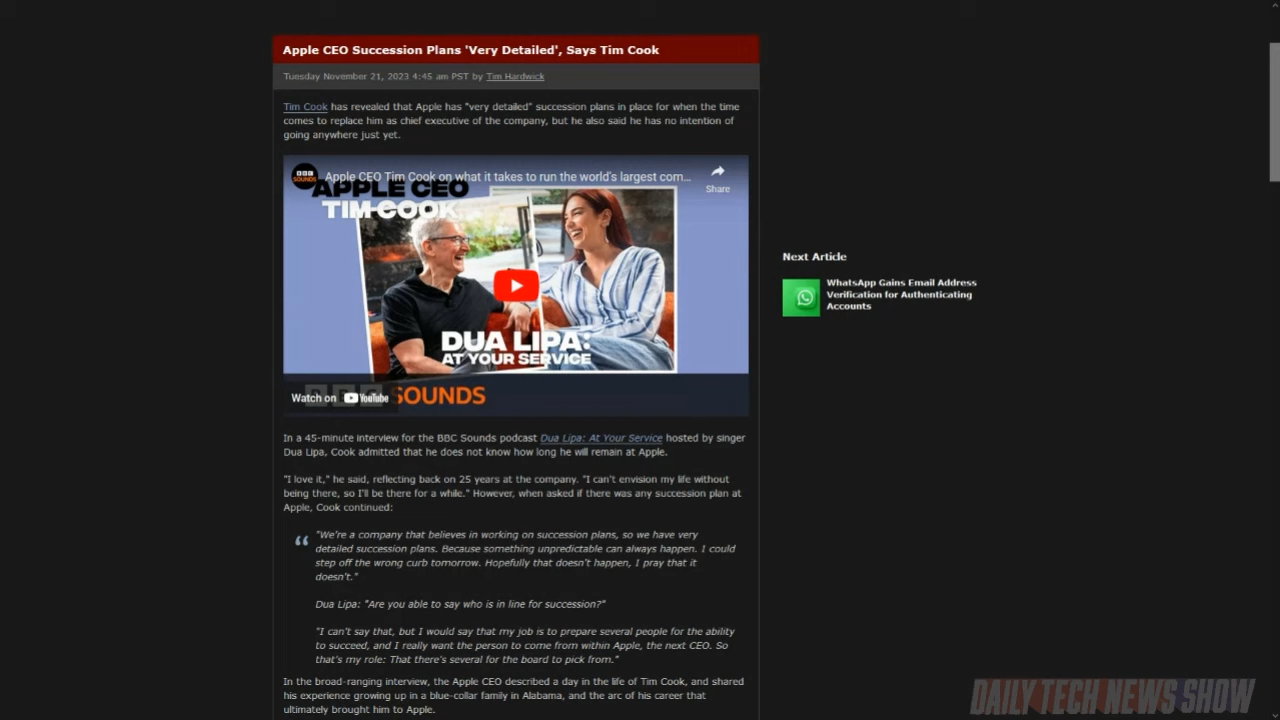 Apple CEO Succession Plans 'Very Detailed', Says Tim Cook
Tuesday November 21, 2023 4:45 am PST by Tim Hardwick
Tim Cook has revealed that Apple has "very detailed" succession plans in place for when the time
comes to replace him as chief executive of the company, but he also said he has no intention of
going anywhere just yet.
BBC
SOUNDS
Apple CEO Tim Cook on what it takes to run the world's largest com...
Share
APPLE CEO
TIM COOK
DUA LIPA:
AT YOUR SERVICE
Watch on YouTube
BBC SOUNDS
Next Article
WhatsApp Gains Email Address
Verification for Authenticating
Accounts
In a 45-minute interview for the BBC Sounds podcast Dua Lipa: At Your Service hosted by singer
Dua Lipa, Cook admitted that he does not know how long he will remain at Apple.
"I love it," he said, reflecting back on 25 years at the company. "I can't envision my life without
being there, so I'll be there for a while." However, when asked if there was any succession plan at
Apple, Cook continued:
"We're a company that believes in working on succession plans, so we have very
detailed succession plans. Because something unpredictable can always happen. I could
step off the wrong curb tomorrow. Hopefully that doesn't happen, I pray that it
doesn't."
Dua Lipa: "Are you able to say who is in line for succession?"
"I can't say that, but I would say that my job is to prepare several people for the ability
to succeed, and I really want the person to come from within Apple, the next CEO. So
that's my role: That there's several for the board to pick from."
In the broad-ranging interview, the Apple CEO described a day in the life of Tim Cook, and shared
his experience growing up in a blue-collar family in Alabama, and the arc of his career that
ultimately brought him to Apple.
DAILY TECH NEWS SHOW